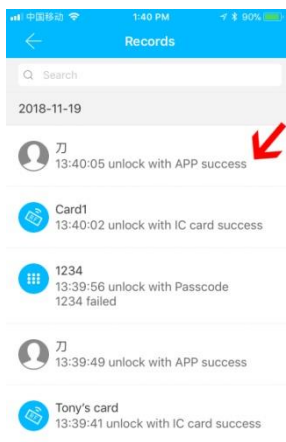 中国移动 1:40 PM 90%
Records
Search
2018-11-19
刀
13:40:05 unlock with APP success
Card1
13:40:02 unlock with IC card success
1234
13:39:56 unlock with Passcode
1234 failed
刀
13:39:49 unlock with APP success
Tony's card
13:39:41 unlock with IC card success